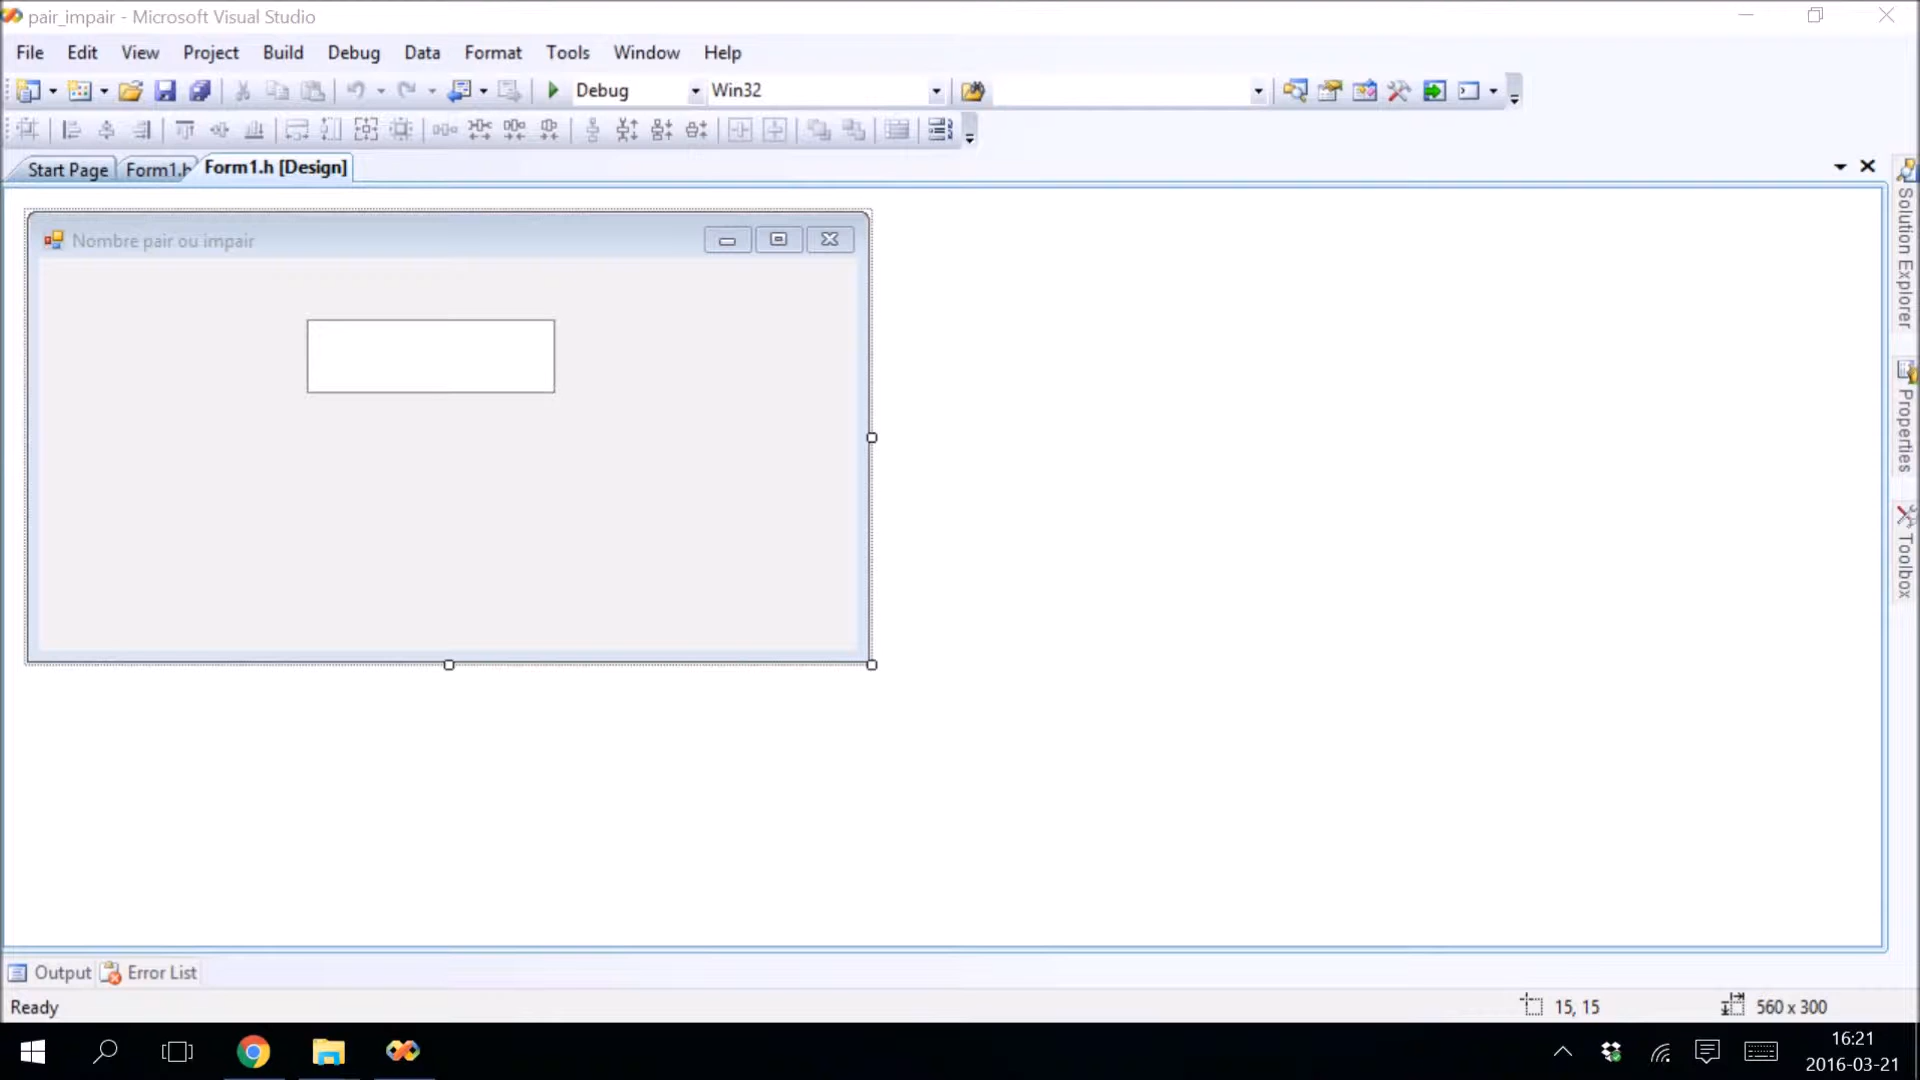 pair_impair - Microsoft Visual Studio
File Edit View Project Build Debug Data Format Tools Window Help
Debug Win32
Start Page Form1.h Form1.h [Design]
Nombre pair ou impair
Solution Explorer
Properties
Toolbox
Output Error List
Ready 15, 15 560 x 300
16:21
2016-03-21